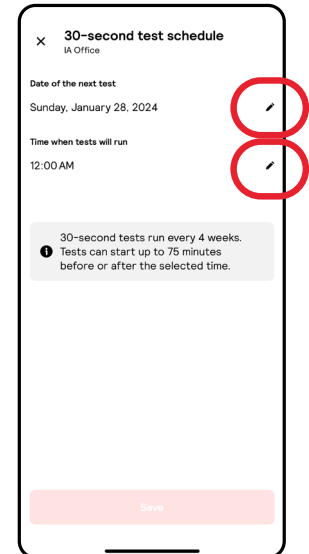 30-second test schedule
IA Office
Date of the next test
Sunday, January 28, 2024
Time when tests will run
12:00 AM
30-second tests run every 4 weeks.
Tests can start up to 75 minutes
before or after the selected time.
Save